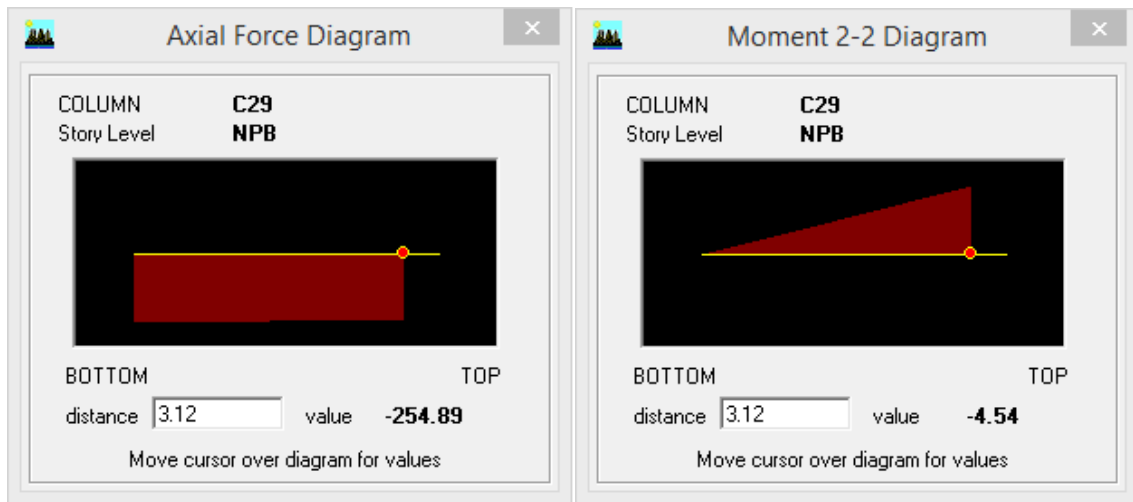 Axial Force Diagram
COLUMN C29
Story Level NPB
BOTTOM TOP
distance 3.12 value -254.89
Move cursor over diagram for values
Moment 2-2 Diagram
COLUMN C29
Story Level NPB
BOTTOM TOP
distance 3.12 value -4.54
Move cursor over diagram for values